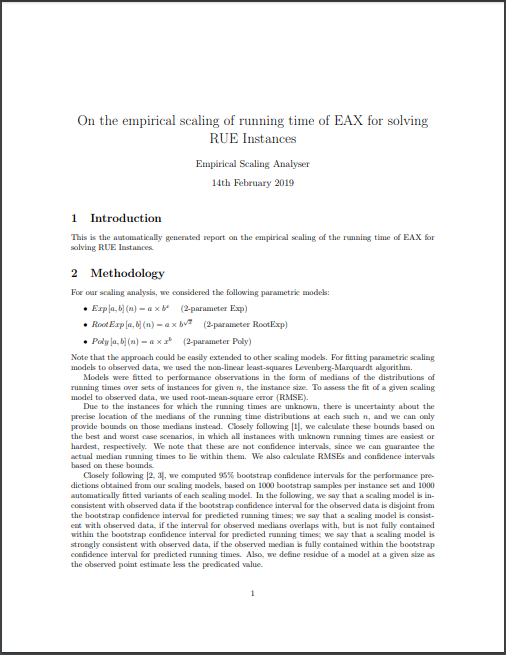 On the empirical scaling of running time of EAX for solving
RUE Instances
Empirical Scaling Analyser
14th February 2019
1 Introduction
This is the automatically generated report on the empirical scaling of the running time of EAX for
solving RUE Instances.
2 Methodology
For our scaling analysis, we considered the following parametric models:
• Exp [a, b] (n) = a × b^x (2-parameter Exp)
• RootExp [a, b] (n) = a × b^√x (2-parameter RootExp)
• Poly [a, b] (n) = a × x^b (2-parameter Poly)
Note that the approach could be easily extended to other scaling models. For fitting parametric scaling
models to observed data, we used the non-linear least-squares Levenberg-Marquardt algorithm.
Models were fitted to performance observations in the form of medians of the distributions of
running times over sets of instances for given n, the instance size. To assess the fit of a given scaling
model to observed data, we used root-mean-square error (RMSE).
Due to the instances for which the running times are unknown, there is uncertainty about the
precise location of the medians of the running time distributions at each such n, and we can only
provide bounds on those medians instead. Closely following [1], we calculate these bounds based on
the best and worst case scenarios, in which all instances with unknown running times are easiest or
hardest, respectively. We note that these are not confidence intervals, since we can guarantee the
actual median running times to lie within them. We also calculate RMSEs and confidence intervals
based on these bounds.
Closely following [2, 3], we computed 95% bootstrap confidence intervals for the performance pre-
dictions obtained from our scaling models, based on 1000 bootstrap samples per instance set and 1000
automatically fitted variants of each scaling model. In the following, we say that a scaling model is in-
consistent with observed data if the bootstrap confidence interval for the observed data is disjoint from
the bootstrap confidence interval for predicted running times; we say that a scaling model is consist-
ent with observed data, if the interval for observed medians overlaps with, but is not fully contained
within the bootstrap confidence interval for predicted running times; we say that a scaling model is
strongly consistent with observed data, if the observed median is fully contained within the bootstrap
confidence interval for predicted running times. Also, we define residue of a model at a given size as
the observed point estimate less the predicated value.
1